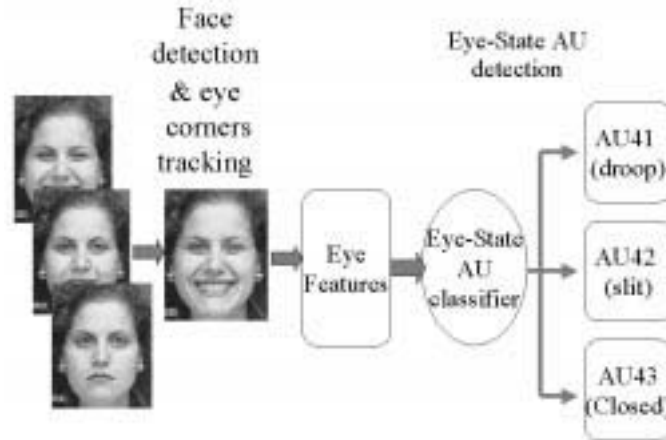 Face
detection
& eye
corners
tracking
Eye-State AU
detection
Eye
Features
Eye-State
AU
classifier
AU41
(droop)
AU42
(slit)
AU43
(Closed)